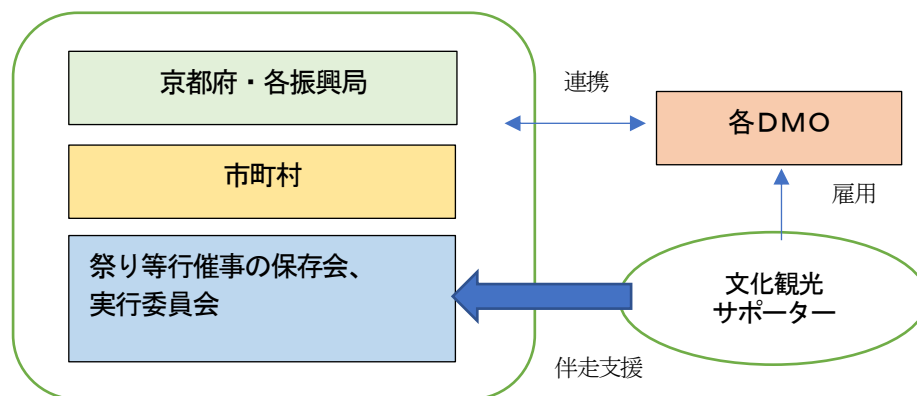 京都府・各振興局
連携
各DMO
市町村
雇用
祭り等行催事の保存会、
実行委員会
文化観光
サポーター
伴走支援